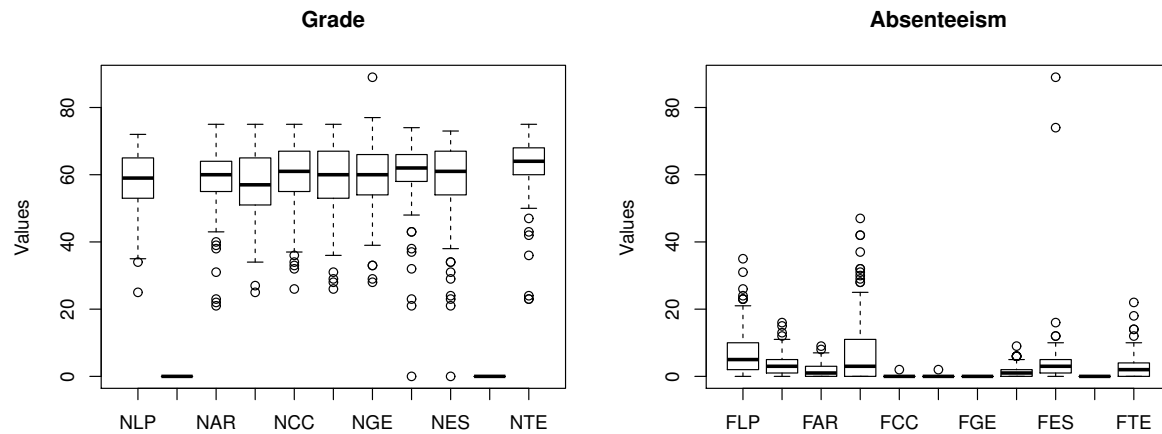 Grade
Values
0
20
40
60
80
NLP
NAR
NCC
NGE
NES
NTE
Absenteeism
Values
0
20
40
60
80
FLP
FAR
FCC
FGE
FES
FTE